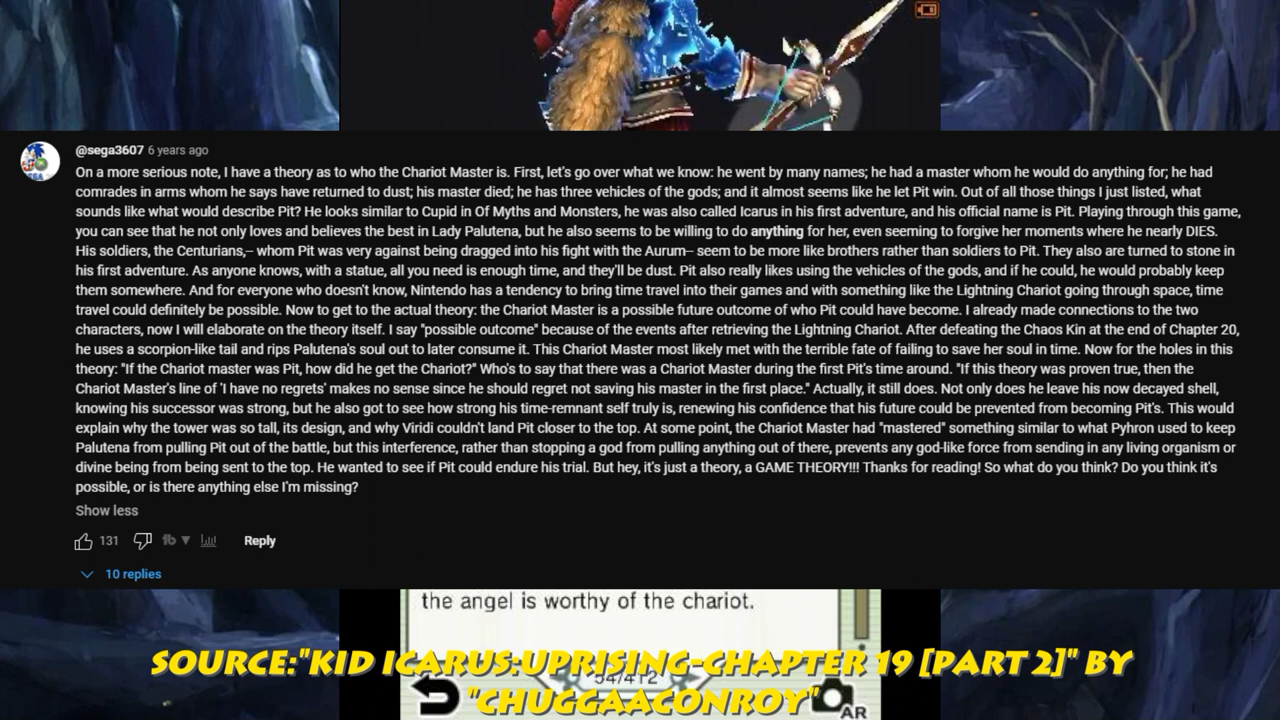 @sega3607 6 years ago
On a more serious note, I have a theory as to who the Chariot Master is. First, let's go over what we know: he went by many names; he had a master whom he would do anything for; he had
comrades in arms whom he says have returned to dust; his master died; he has three vehicles of the gods; and it almost seems like he let Pit win. Out of all those things I just listed, what
sounds like what would describe Pit? He looks similar to Cupid in Of Myths and Monsters, he was also called Icarus in his first adventure, and his official name is Pit. Playing through this game,
you can see that he not only loves and believes the best in Lady Palutena, but he also seems to be willing to do anything for her, even seeming to forgive her moments where he nearly DIES.
His soldiers, the Centurians,-- whom Pit was very against being dragged into his fight with the Aurum-- seem to be more like brothers rather than soldiers to Pit. They also are turned to stone in
his first adventure. As anyone knows, with a statue, all you need is enough time, and they'll be dust. Pit also really likes using the vehicles of the gods, and if he could, he would probably keep
them somewhere. And for everyone who doesn't know, Nintendo has a tendency to bring time travel into their games and with something like the Lightning Chariot going through space, time
travel could definitely be possible. Now to get to the actual theory: the Chariot Master is a possible future outcome of who Pit could have become. I already made connections to the two
characters, now I will elaborate on the theory itself. I say "possible outcome" because of the events after retrieving the Lightning Chariot. After defeating the Chaos Kin at the end of Chapter 20,
he uses a scorpion-like tail and rips Palutena's soul out to later consume it. This Chariot Master most likely met with the terrible fate of failing to save her soul in time. Now for the holes in this
theory: "If the Chariot master was Pit, how did he get the Chariot?" Who's to say that there was a Chariot Master during the first Pit's time around. "If this theory was proven true, then the
Chariot Master's line of 'I have no regrets' makes no sense since he should regret not saving his master in the first place." Actually, it still does. Not only does he leave his now decayed shell,
knowing his successor was strong, but he also got to see how strong his time-remnant self truly is, renewing his confidence that his future could be prevented from becoming Pit's. This would
explain why the tower was so tall, its design, and why Viridi couldn't land Pit closer to the top. At some point, the Chariot Master had "mastered" something similar to what Pyhron used to keep
Palutena from pulling Pit out of the battle, but this interference, rather than stopping a god from pulling anything out of there, prevents any god-like force from sending in any living organism or
divine being from being sent to the top. He wanted to see if Pit could endure his trial. But hey, it's just a theory, a GAME THEORY!!! Thanks for reading! So what do you think? Do you think it's
possible, or is there anything else I'm missing?
Show less
131 Reply
10 replies
the angel is worthy of the chariot.
SOURCE:"KID ICARUS:UPRISING-CHAPTER 19 [PART 2]" BY
"CHUGGAACONROY"
AR